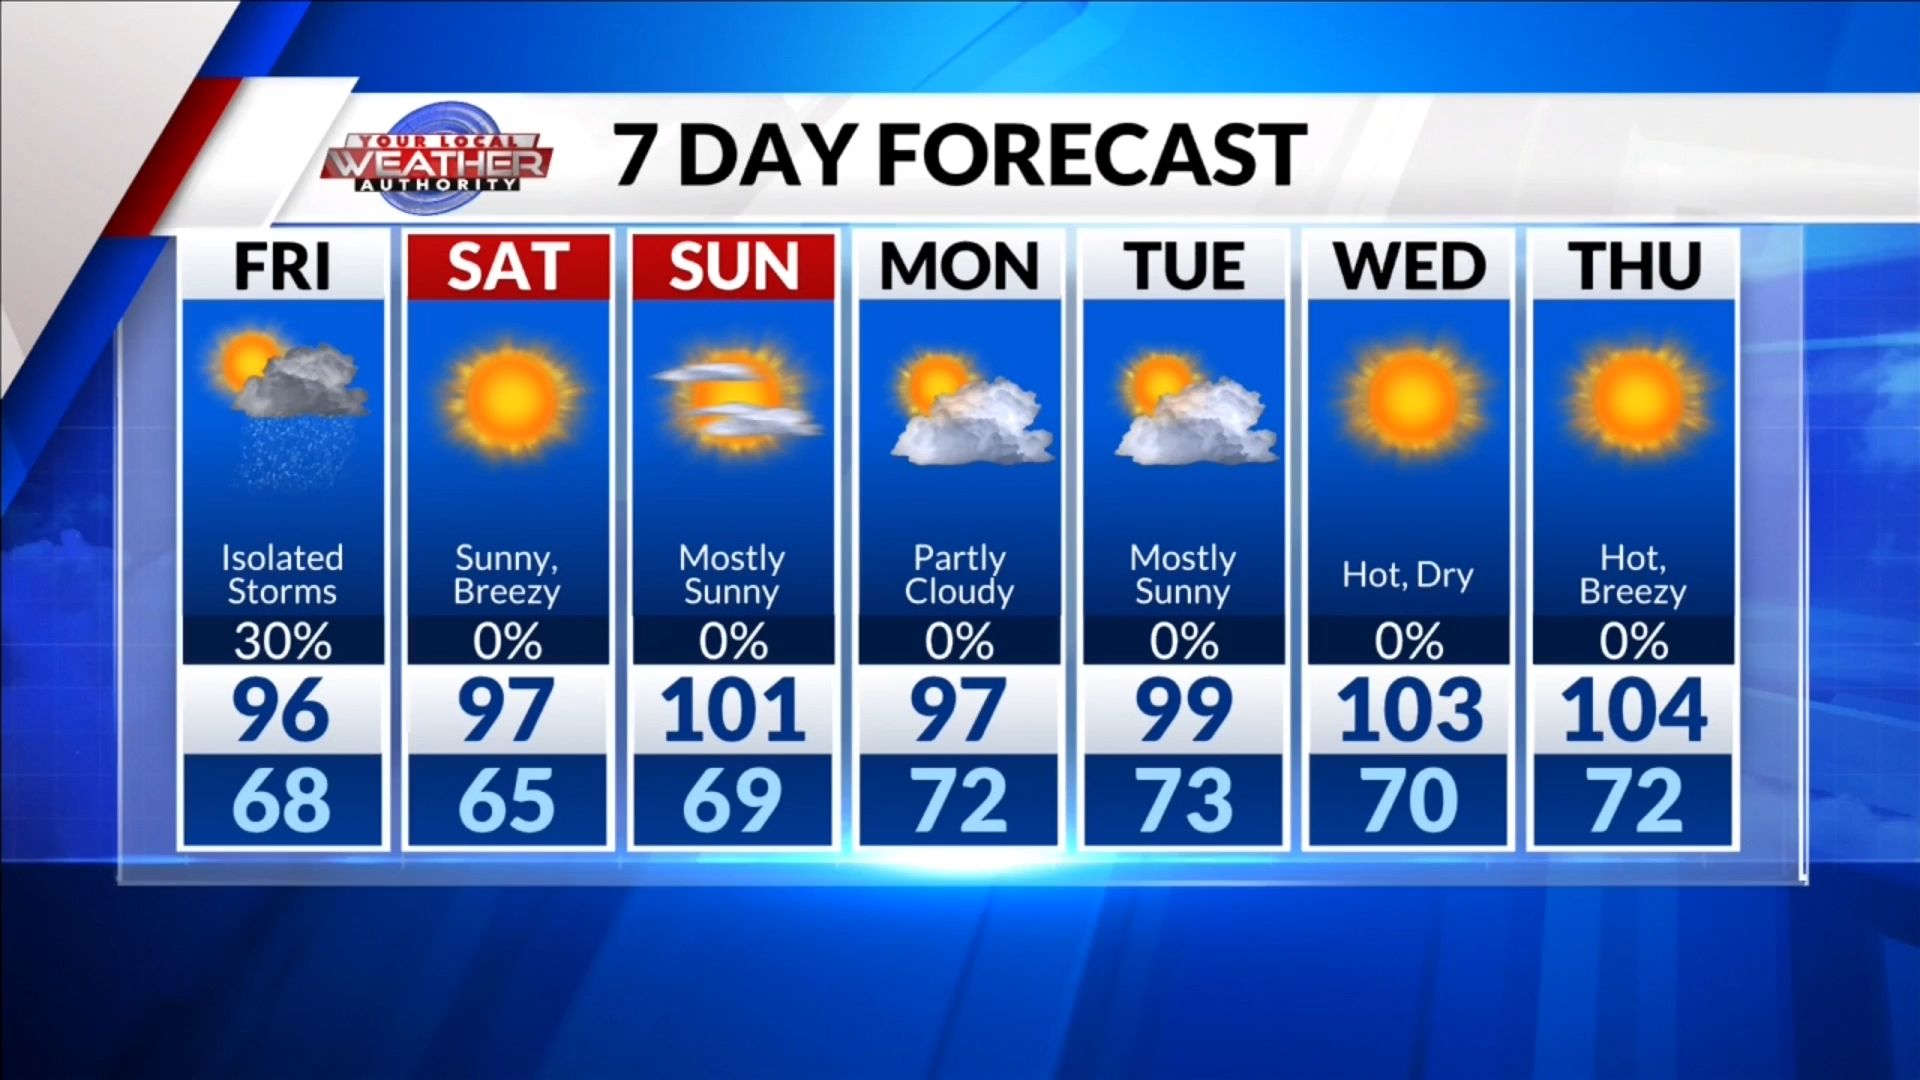 YOUR LOCAL
WEATHER
AUTHORITY
7 DAY FORECAST
FRI SAT SUN MON TUE WED THU
Isolated
Storms
Sunny,
Breezy
Mostly
Sunny
Partly
Cloudy
Mostly
Sunny
Hot, Dry
Hot,
Breezy
30% 0% 0% 0% 0% 0% 0%
96 97 101 97 99 103 104
68 65 69 72 73 70 72